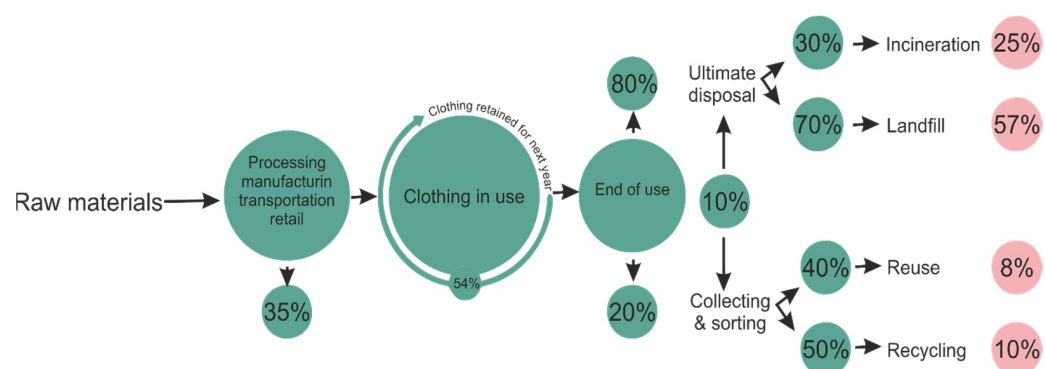 Raw materials
Processing
manufacturin
transportation
retail
35%
Clothing retained for next year
Clothing in use
54%
80%
End of use
20%
Ultimate
disposal
10%
Collecting
& sorting
30%
Incineration
25%
70%
Landfill
57%
40%
Reuse
8%
50%
Recycling
10%